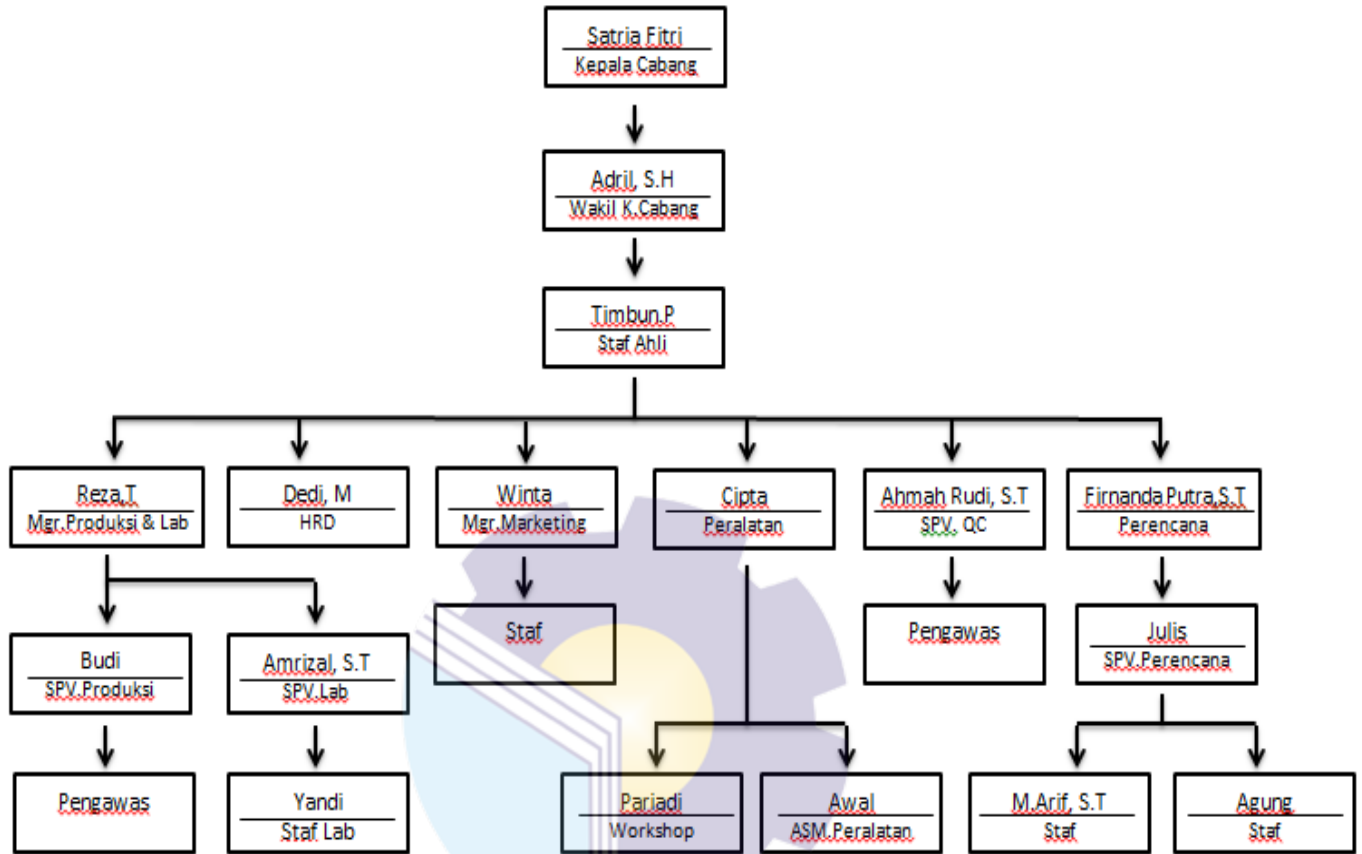 Satria Fitri
Kepala Cabang
Adril, S.H
Wakil K.Cabang
Timbun.P
Staf Ahli
Reza,T
Mgr.Produksi & Lab
Dedi, M
HRD
Winta
Mgr.Marketing
Cipta
Peralatan
Ahmah Rudi, S.T
SPV. QC
Firnanda Putra,S.T
Perencana
Budi
SPV.Produksi
Amrizal, S.T
SPV.Lab
Staf
Pengawas
Julis
SPV.Perencana
Pengawas
Yandi
Staf Lab
Pariadi
Workshop
Awal
ASM.Peralatan
M.Arif, S.T
Staf
Agung
Staf